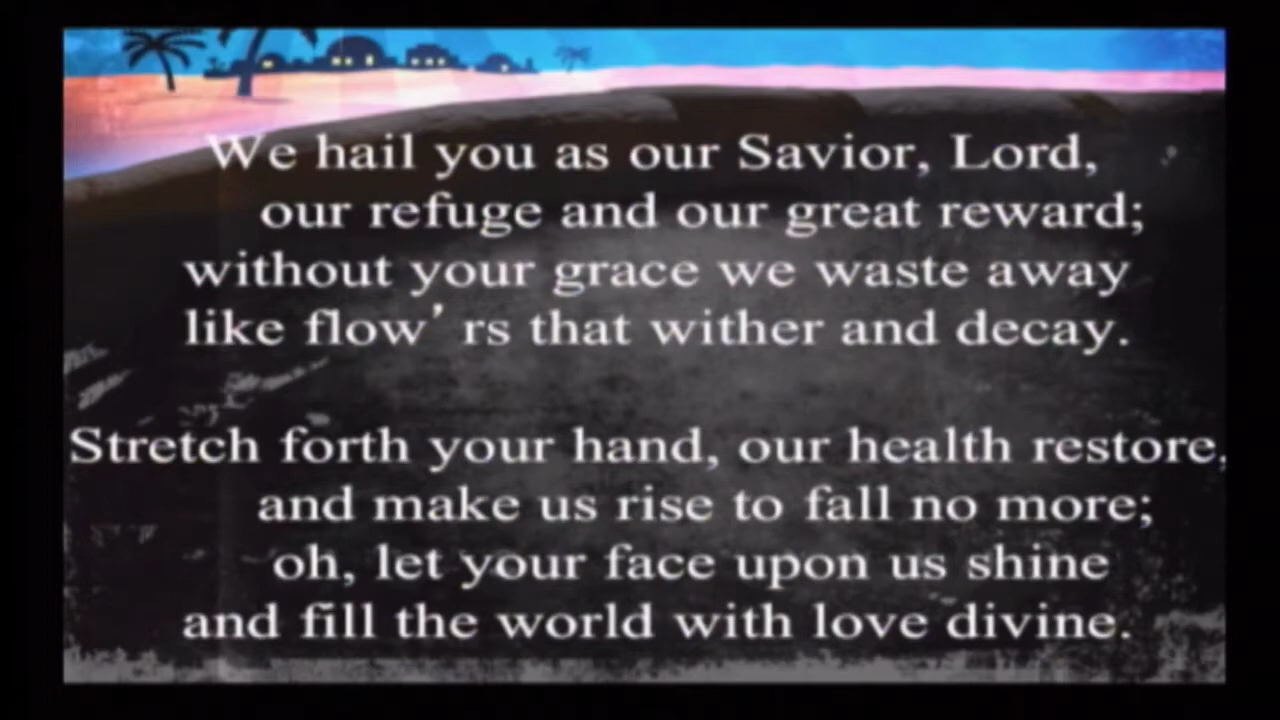 We hail you as our Savior, Lord,
our refuge and our great reward;
without your grace we waste away
like flow’ rs that wither and decay.
Stretch forth your hand, our health restore,
and make us rise to fall no more;
oh, let your face upon us shine
and fill the world with love divine.